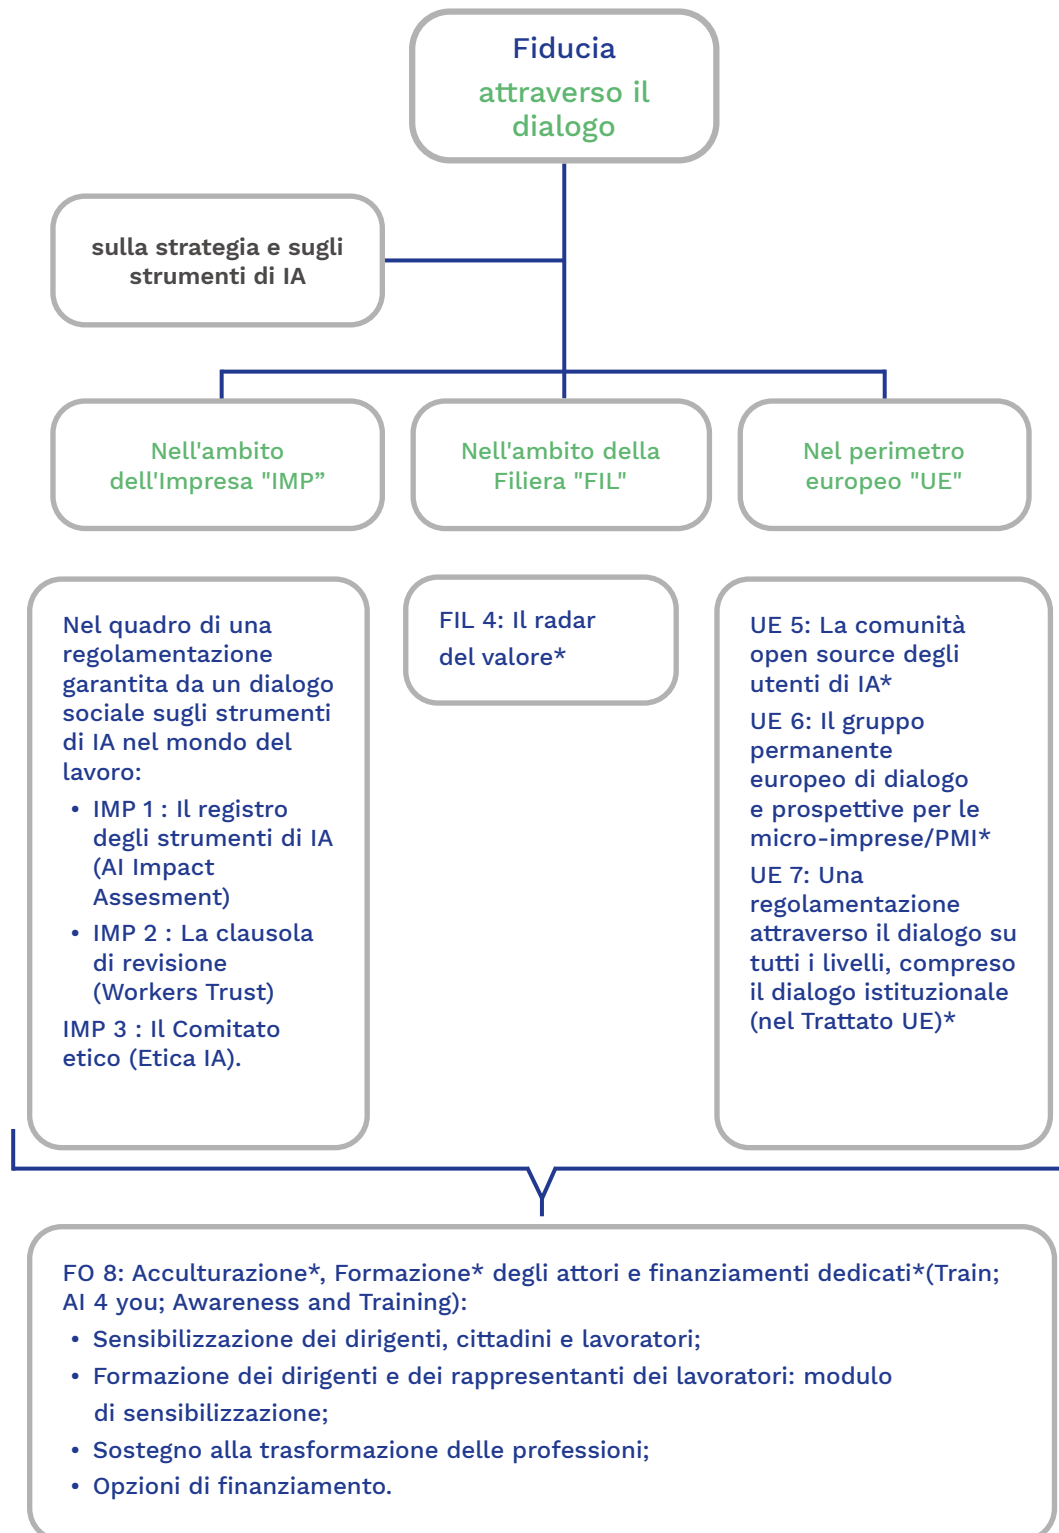 Fiducia
attraverso il
dialogo
sulla strategia e sugli
strumenti di IA
Nell'ambito
dell'Impresa "IMP”
Nell'ambito della
Filiera "FIL"
Nel perimetro
europeo "UE"
Nel quadro di una
regolamentazione
garantita da un dialogo
sociale sugli strumenti
di IA nel mondo del
lavoro:
• IMP 1 : Il registro
degli strumenti di IA
(AI Impact
Assesment)
• IMP 2 : La clausola
di revisione
(Workers Trust)
IMP 3 : Il Comitato
etico (Etica IA).
FIL 4: Il radar
del valore*
UE 5: La comunità
open source degli
utenti di IA*
UE 6: Il gruppo
permanente
europeo di dialogo
e prospettive per le
micro-imprese/PMI*
UE 7: Una
regolamentazione
attraverso il dialogo su
tutti i livelli, compreso
il dialogo istituzionale
(nel Trattato UE)*
FO 8: Acculturazione*, Formazione* degli attori e finanziamenti dedicati*(Train;
AI 4 you; Awareness and Training):
• Sensibilizzazione dei dirigenti, cittadini e lavoratori;
• Formazione dei dirigenti e dei rappresentanti dei lavoratori: modulo
di sensibilizzazione;
• Sostegno alla trasformazione delle professioni;
• Opzioni di finanziamento.